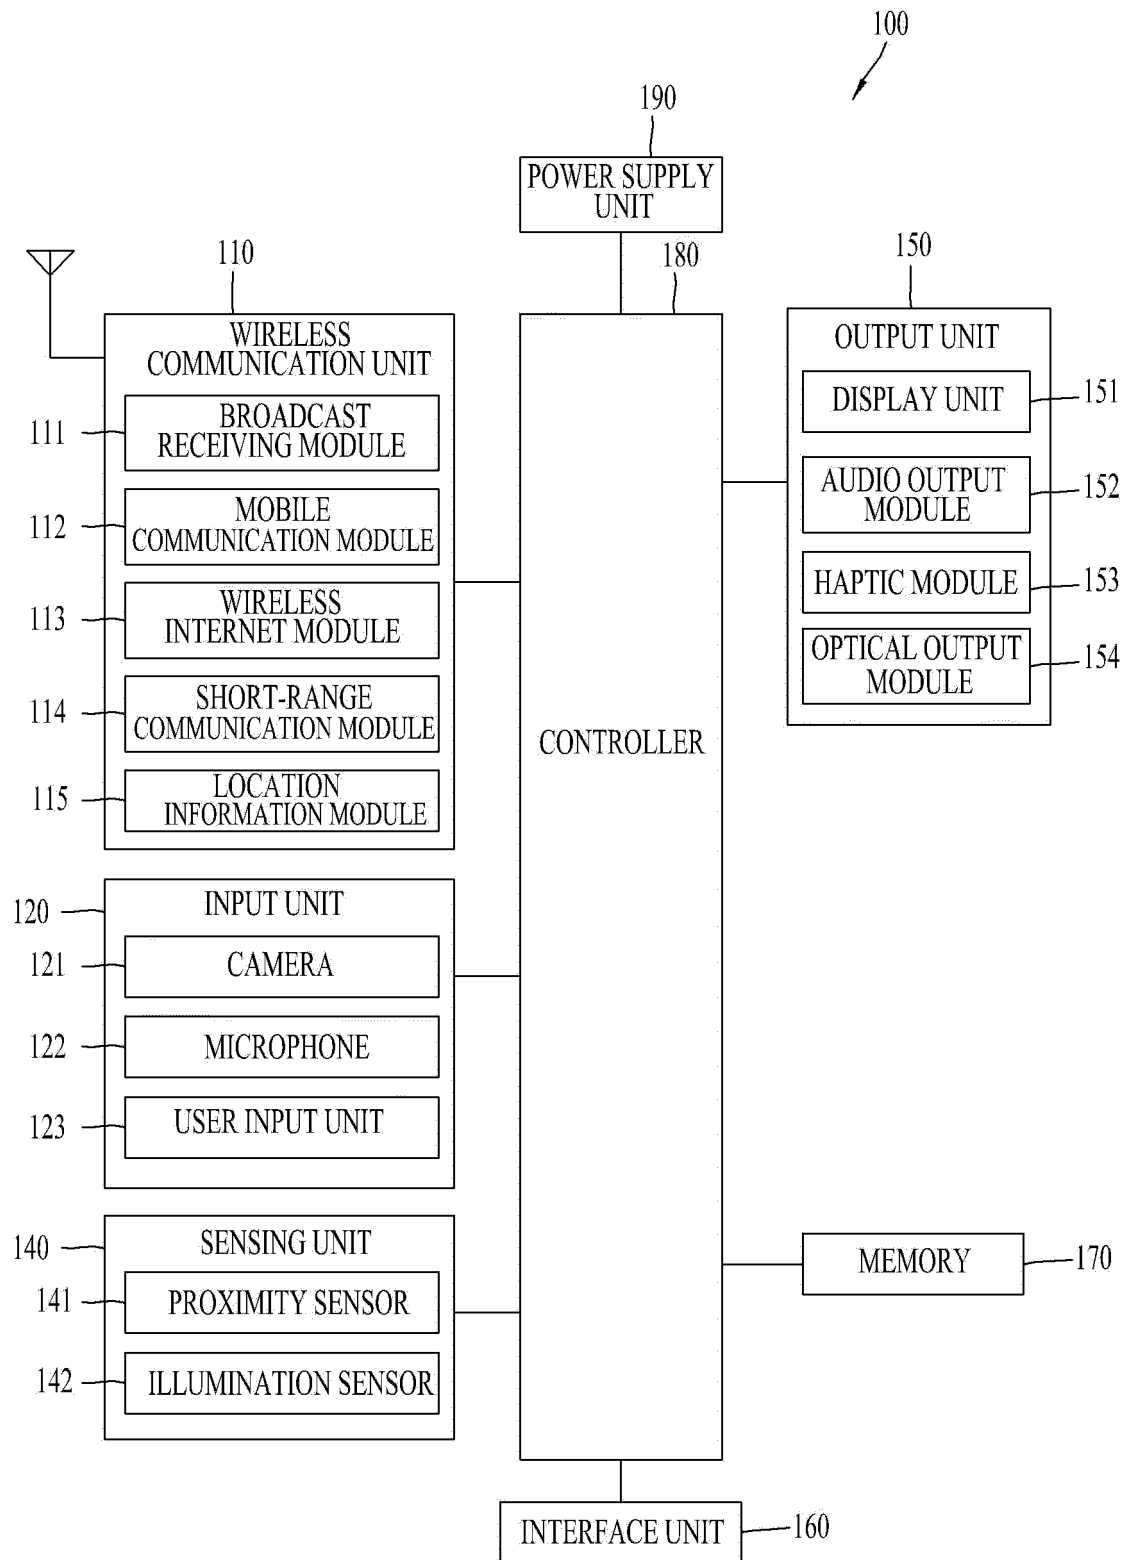 100
190
POWER SUPPLY
UNIT
110
180
150
WIRELESS
COMMUNICATION UNIT
111
BROADCAST
RECEIVING MODULE
112
MOBILE
COMMUNICATION MODULE
113
WIRELESS
INTERNET MODULE
114
SHORT-RANGE
COMMUNICATION MODULE
115
LOCATION
INFORMATION MODULE
120
INPUT UNIT
121
CAMERA
122
MICROPHONE
123
USER INPUT UNIT
140
SENSING UNIT
141
PROXIMITY SENSOR
142
ILLUMINATION SENSOR
CONTROLLER
OUTPUT UNIT
DISPLAY UNIT
151
AUDIO OUTPUT
MODULE
152
HAPTIC MODULE
153
OPTICAL OUTPUT
MODULE
154
MEMORY
170
INTERFACE UNIT
160